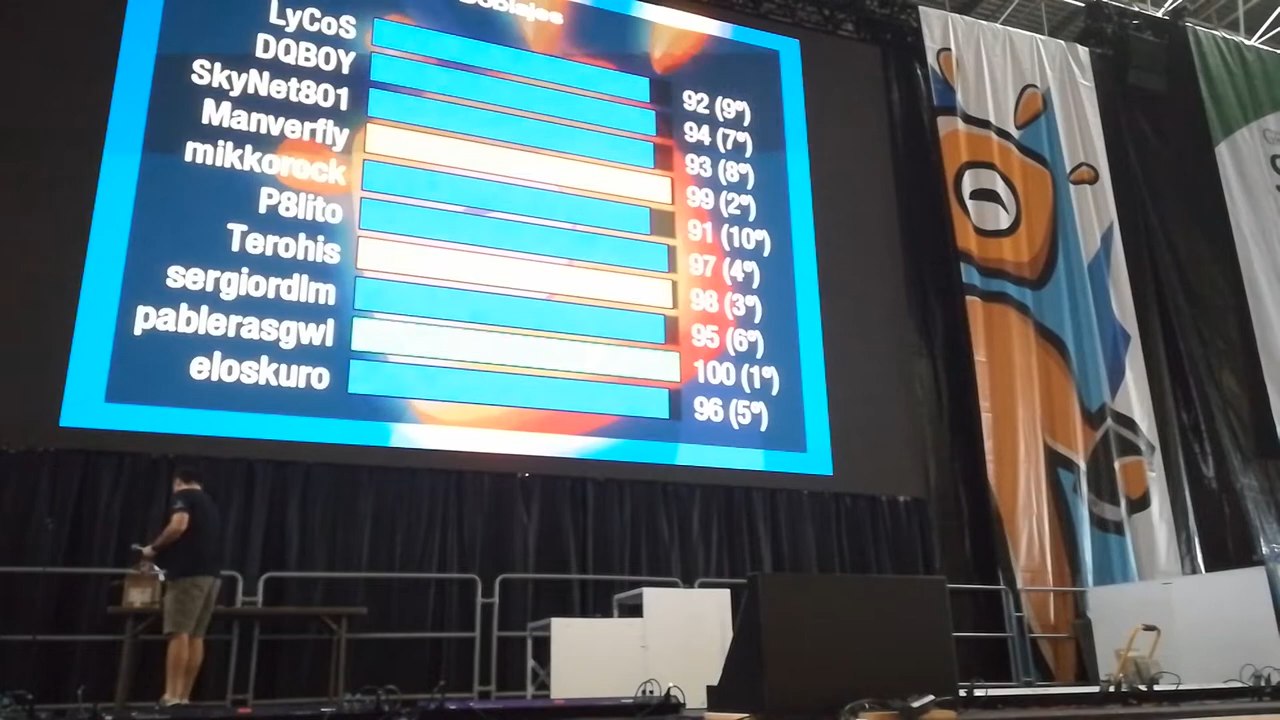 Doblajes
LyCoS 92 (9º)
DQBOY 94 (7º)
SkyNet801 93 (8º)
Manverfly 99 (2º)
mikkorock 91 (10º)
P8lito 97 (4º)
Terohis 98 (3º)
sergiordlm 95 (6º)
pablerasgwl 100 (1º)
eloskuro 96 (5º)